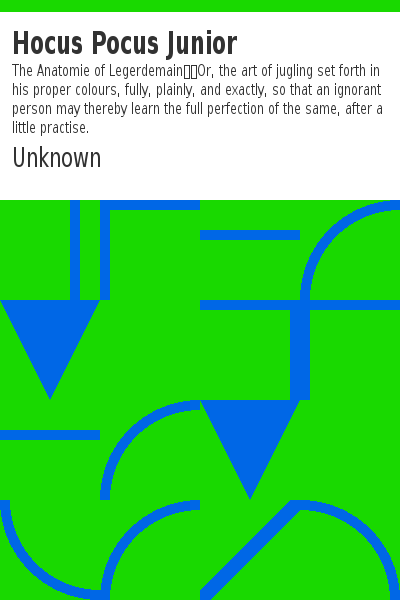 Hocus Pocus Junior
The Anatomie of Legerdemain▯▯Or, the art of jugling set forth in
his proper colours, fully, plainly, and exactly, so that an ignorant
person may thereby learn the full perfection of the same, after a
little practise.
Unknown